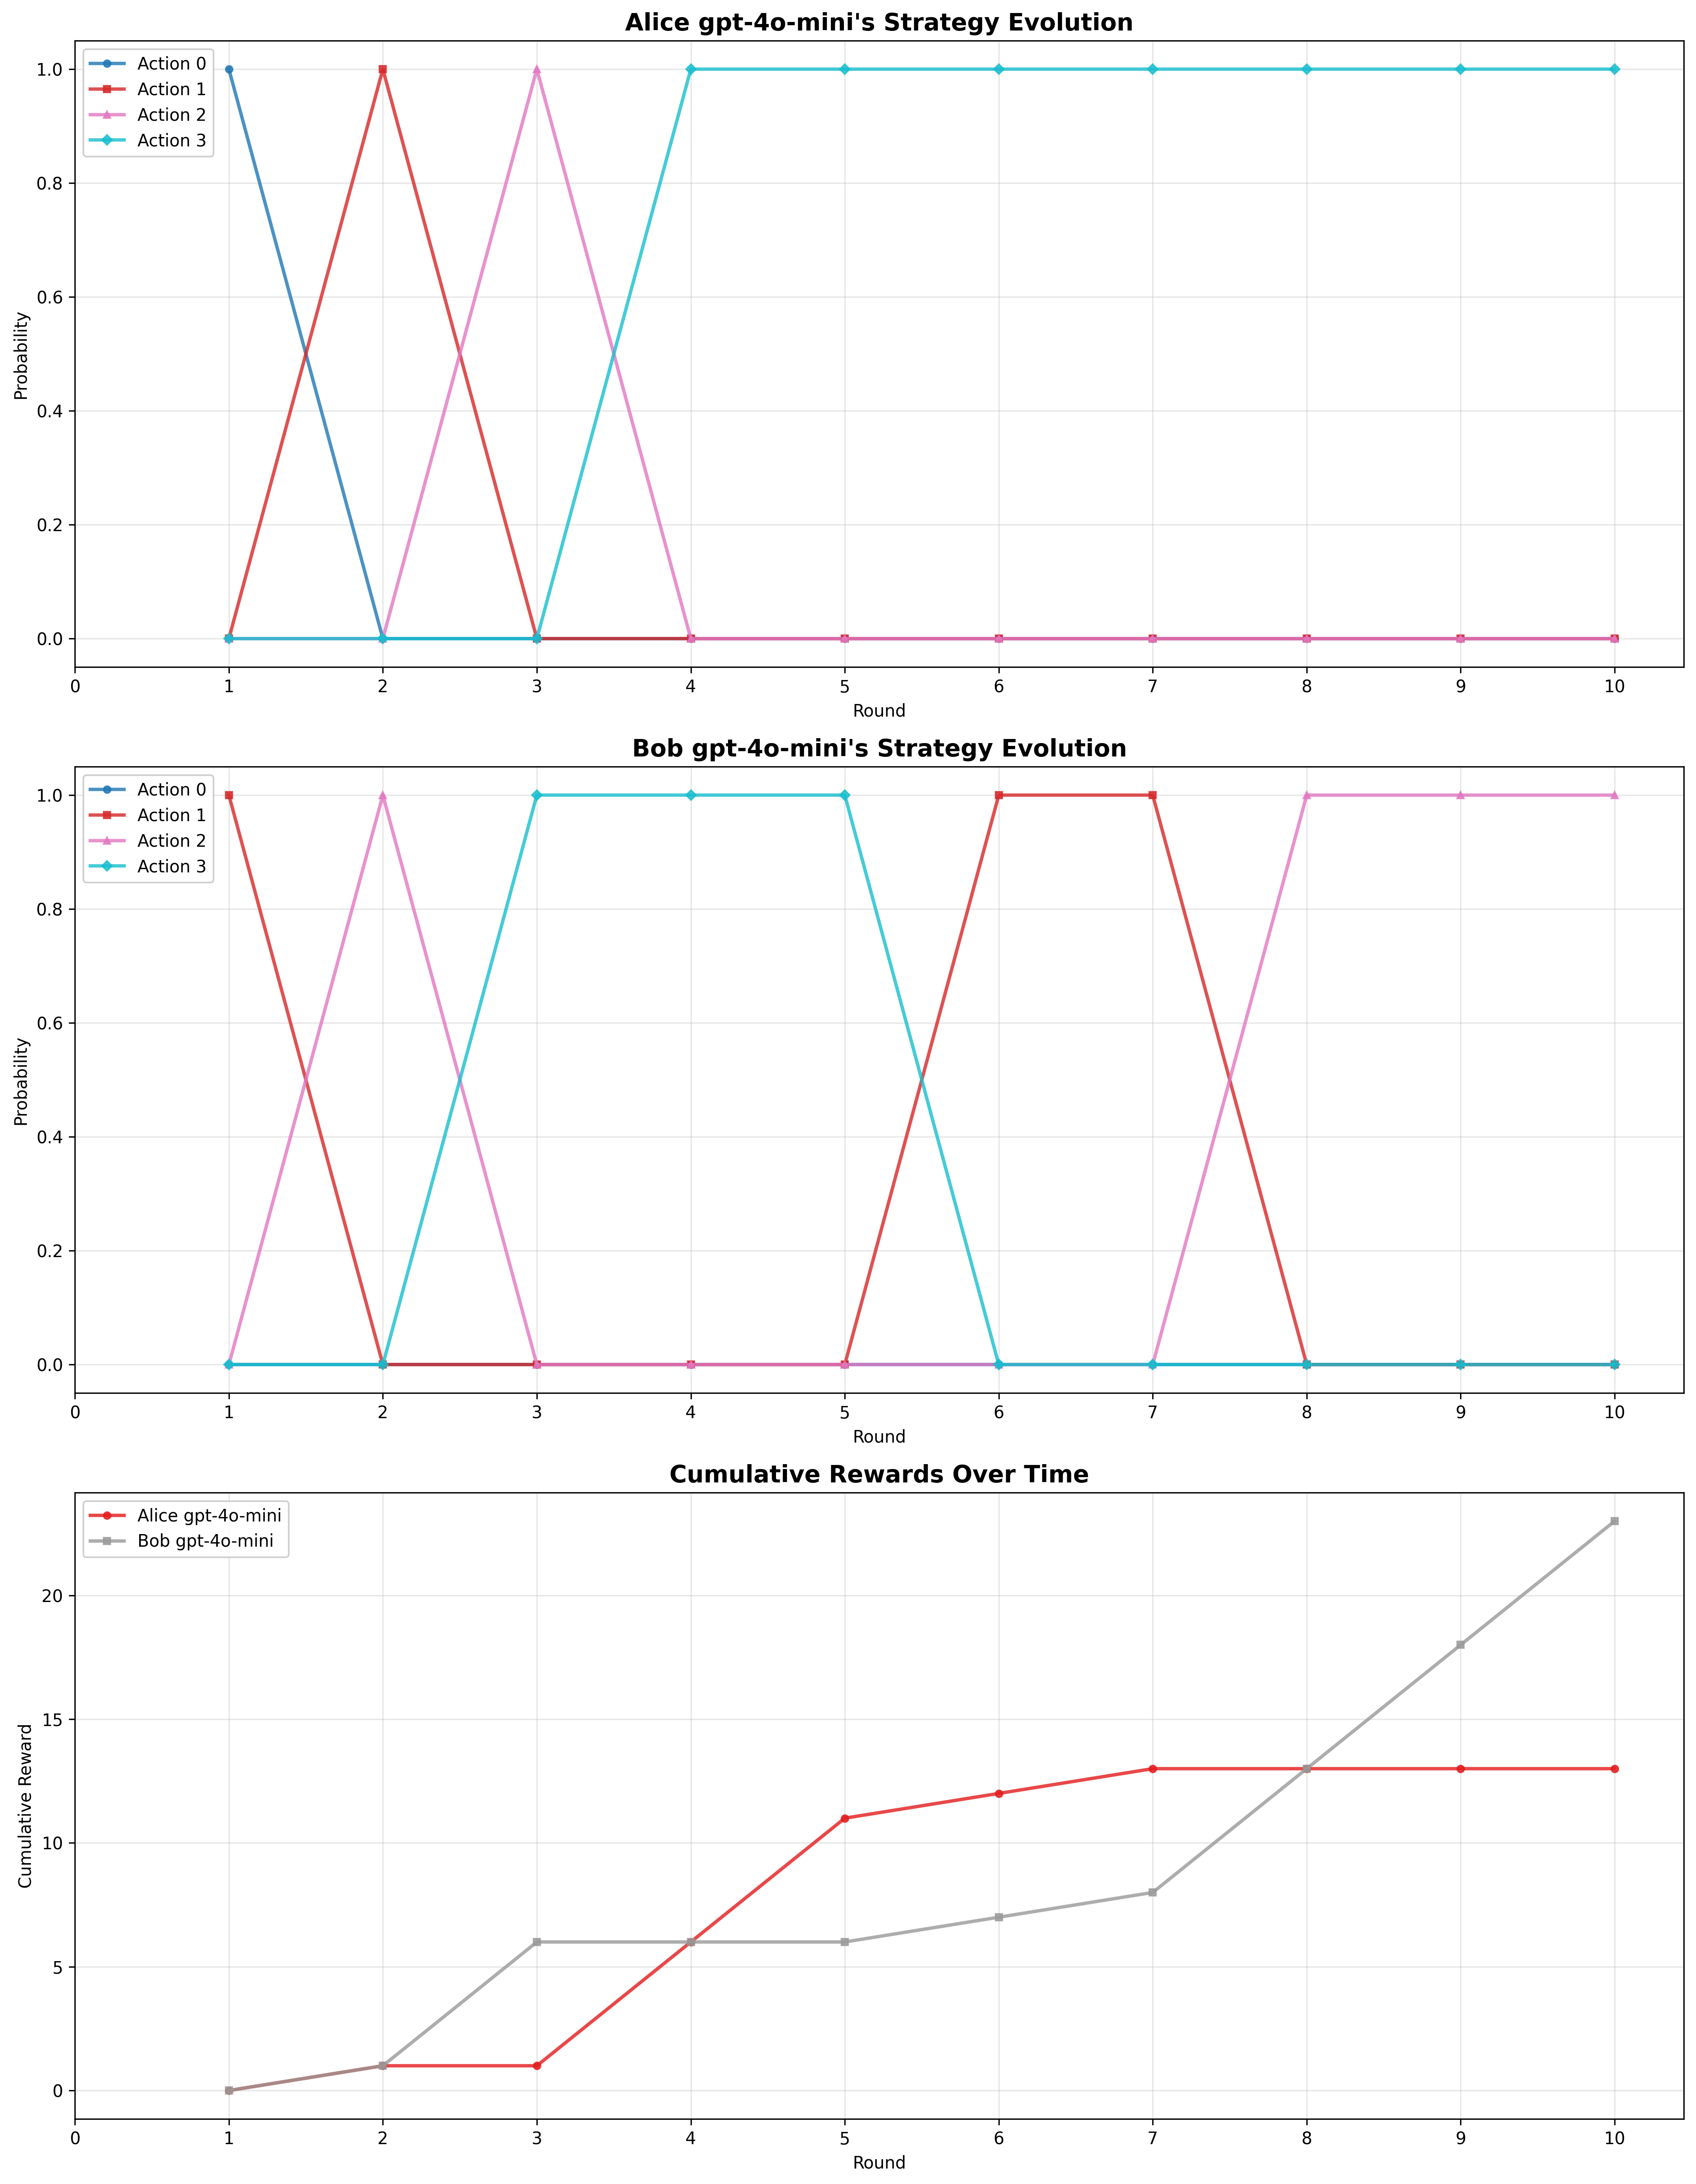 Alice gpt-4o-mini's Strategy Evolution
Action 0
Action 1
Action 2
Action 3
1.0
0.8
0.6
0.4
0.2
0.0
Probability
0 1 2 3 4 5 6 7 8 9 10
Round
Bob gpt-4o-mini's Strategy Evolution
Action 0
Action 1
Action 2
Action 3
1.0
0.8
0.6
0.4
0.2
0.0
Probability
0 1 2 3 4 5 6 7 8 9 10
Round
Cumulative Rewards Over Time
Alice gpt-4o-mini
Bob gpt-4o-mini
20
15
10
5
0
Cumulative Reward
0 1 2 3 4 5 6 7 8 9 10
Round